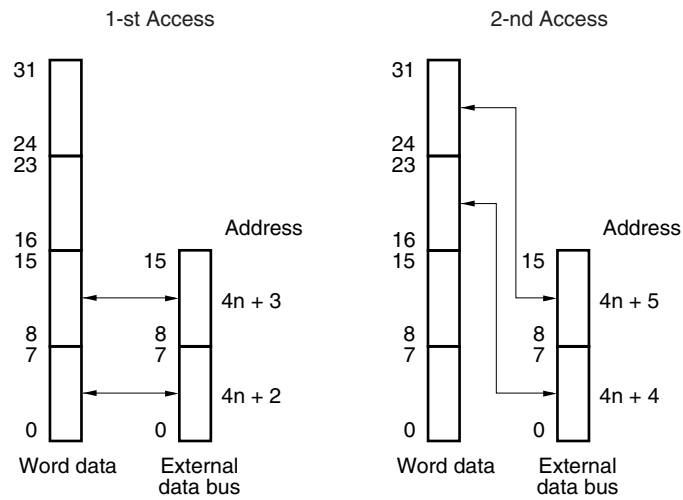 1-st Access
31
24
23
16
15
8
7
0
Word data
Address
15
4n + 3
8
7
4n + 2
0
External
data bus
2-nd Access
31
24
23
16
15
8
7
0
Word data
Address
15
4n + 5
8
7
4n + 4
0
External
data bus